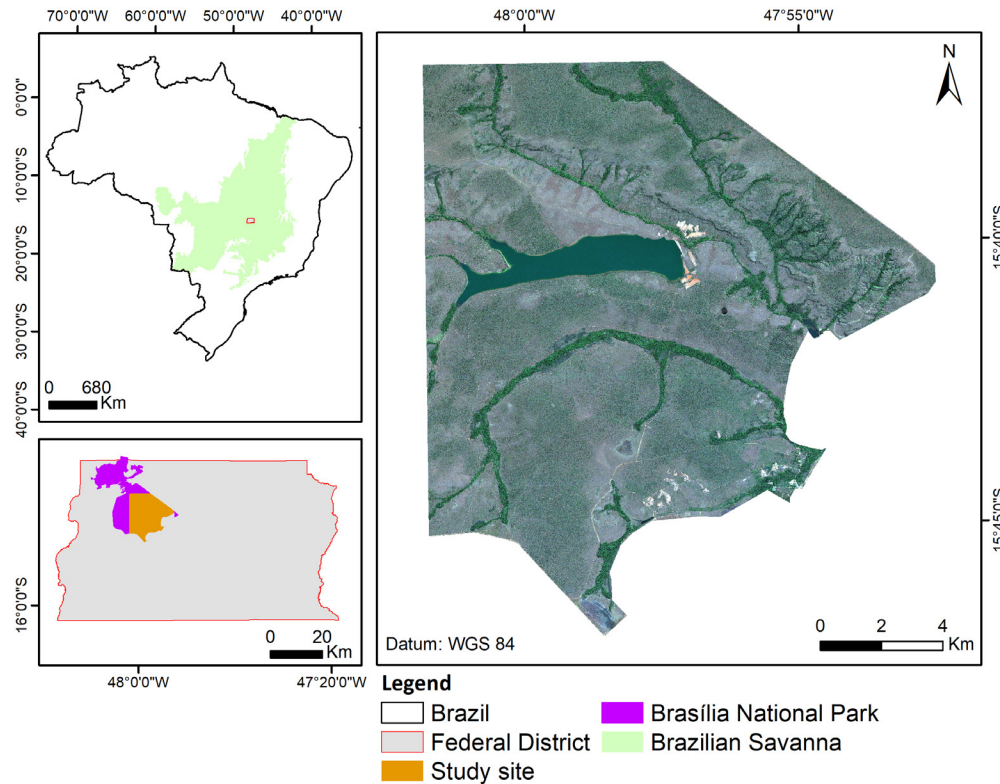 70°0'0"W 60°0'0"W 50°0'0"W 40°0'0"W
0°0'0"
10°0'0"S
20°0'0"S
30°0'0"S
40°0'0"S
0 680
Km
16°0'0"S
0 20
Km
48°0'0"W 47°20'0"W
48°0'0"W 47°55'0"W
N
15°40'0"S
15°45'0"S
Datum: WGS 84
0 2 4
Km
Legend
Brazil
Federal District
Study site
Brasília National Park
Brazilian Savanna